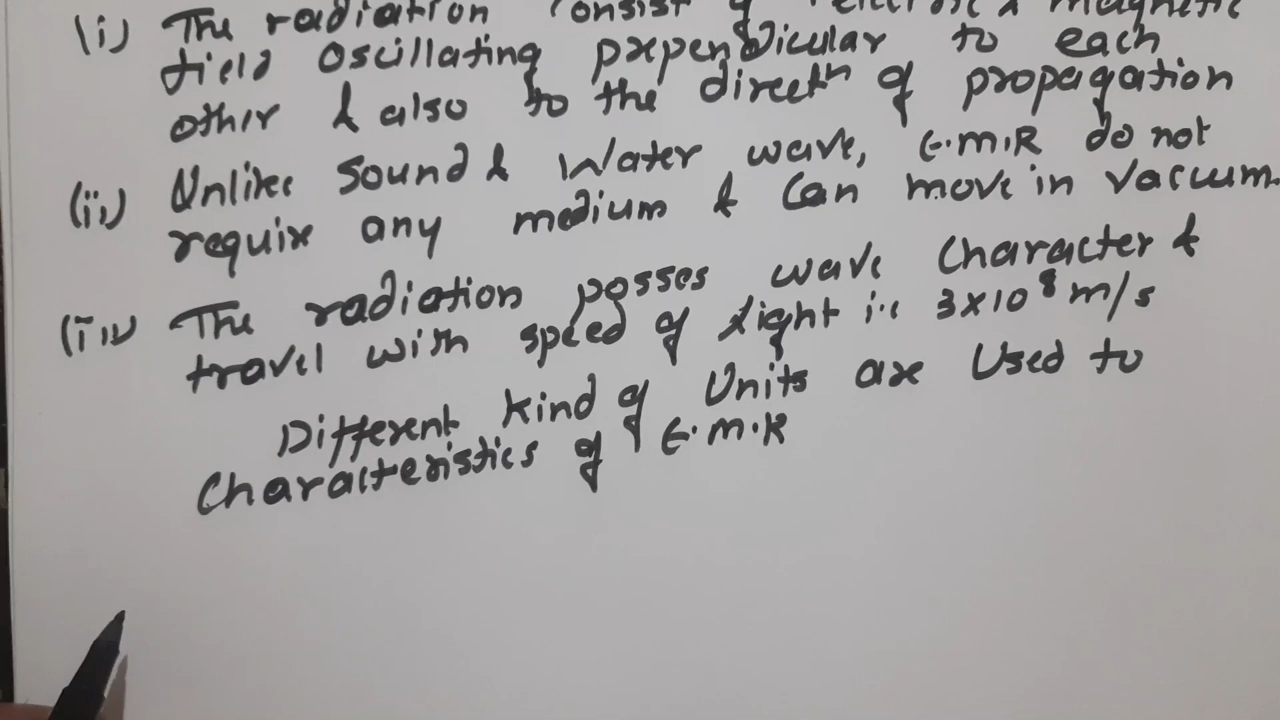 (i) The radiation consist of electric & magnetic
field oscillating prependicular to each
other & also to the directn of propagation
(ii) Unlike sound & Water wave, E.M.R do not
require any medium & Can move in vacuum.
(iii) The radiation posses wave Character &
travel with speed of light i.e 3x10⁸ m/s
Different kind of Units are Used to
Characteristics of E.M.R